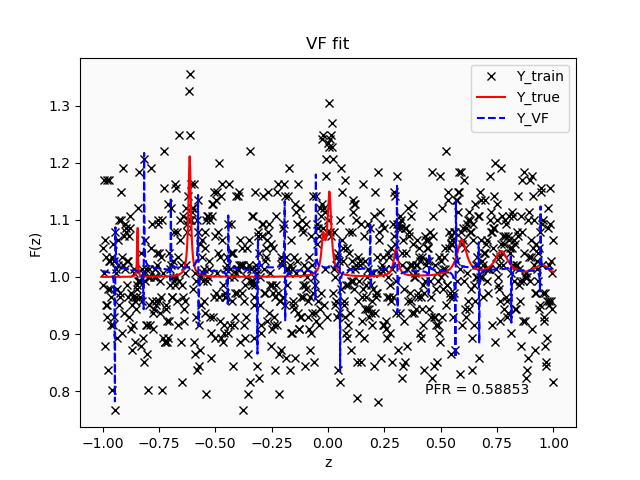 VF fit
Y_train
Y_true
Y_VF
F(z)
1.3
1.2
1.1
1.0
0.9
0.8
PFR = 0.58853
−1.00 −0.75 −0.50 −0.25 0.00 0.25 0.50 0.75 1.00
z